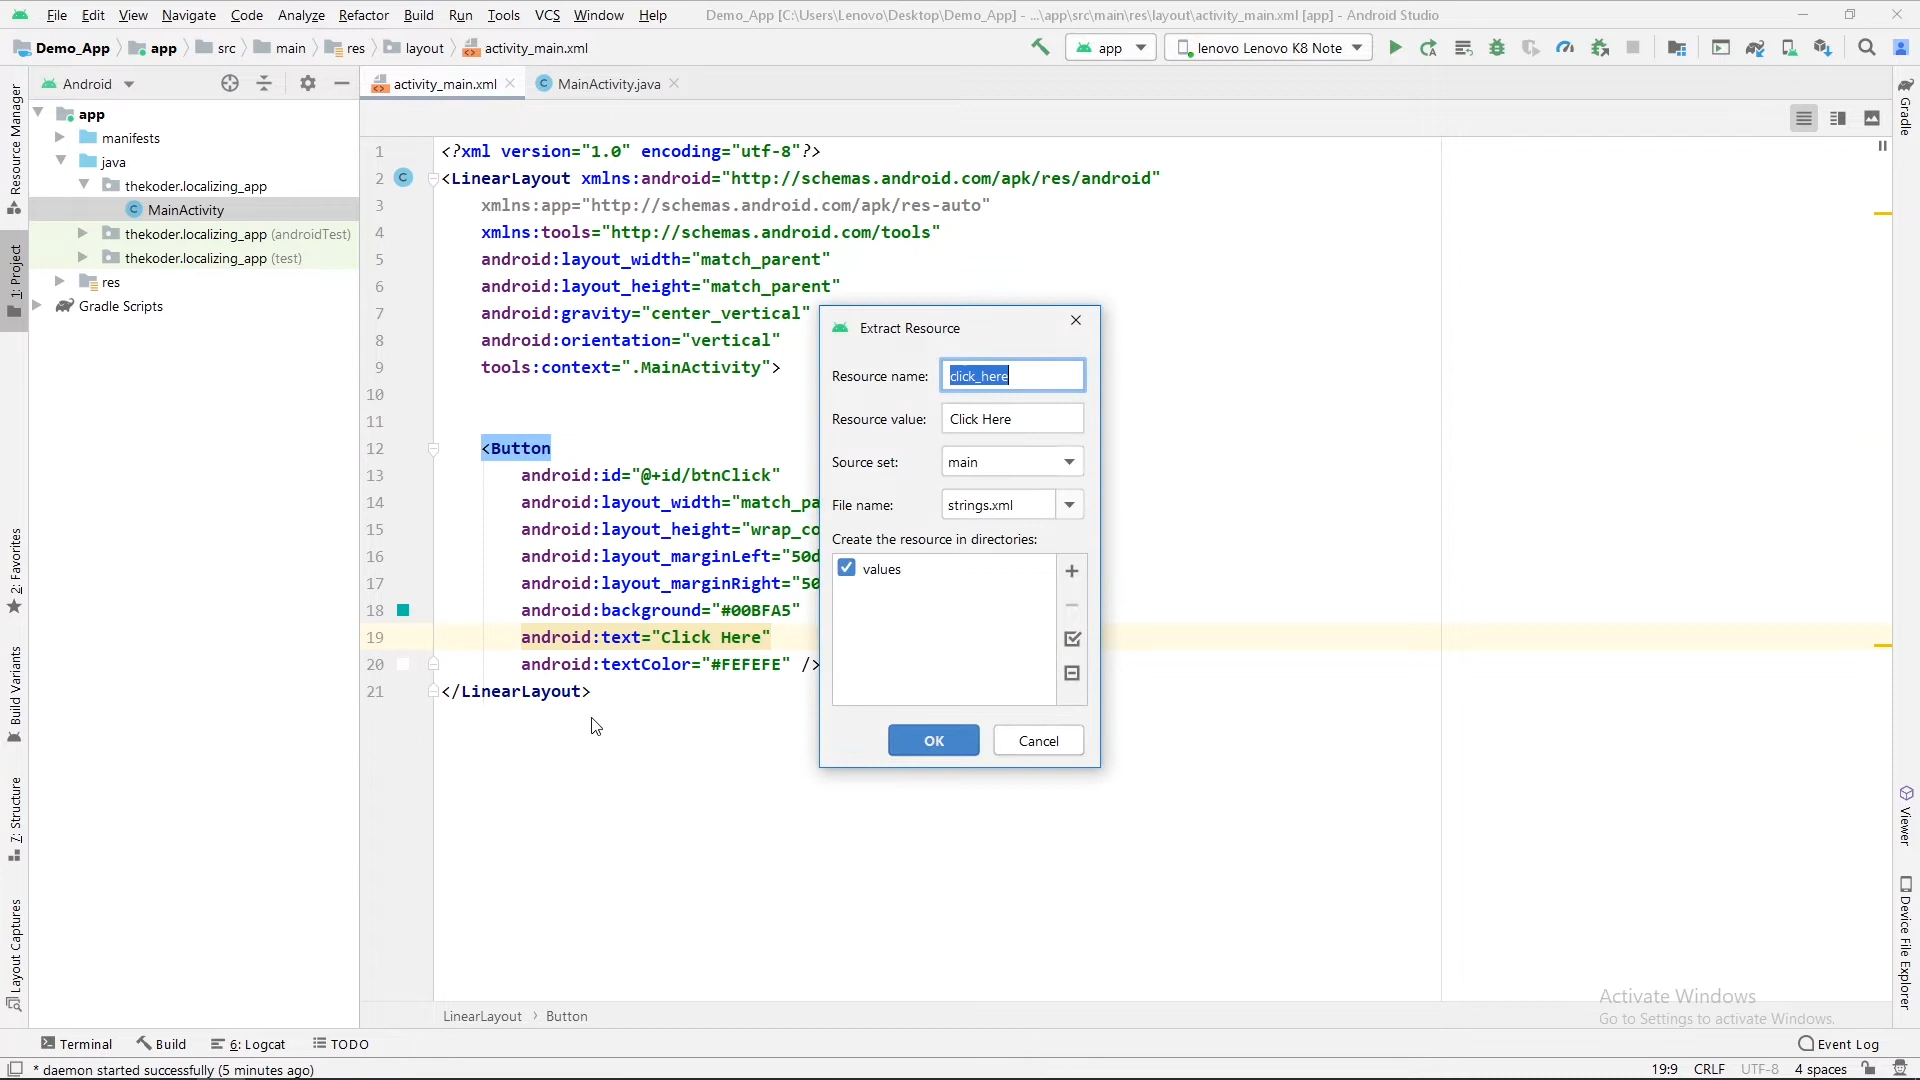 File Edit View Navigate Code Analyze Refactor Build Run Tools VCS Window Help Demo_App [C:\Users\Lenovo\Desktop\Demo_App] - ...\app\src\main\res\layout\activity_main.xml [app] - Android Studio
Demo_App app src main res layout activity_main.xml app lenovo Lenovo K8 Note
Android activity_main.xml MainActivity.java
Resource Manager
1: Project
2: Favorites
Build Variants
7: Structure
Layout Captures
app
manifests
java
thekoder.localizing_app
MainActivity
thekoder.localizing_app (androidTest)
thekoder.localizing_app (test)
res
Gradle Scripts
1 <?xml version="1.0" encoding="utf-8"?>
2 <LinearLayout xmlns:android="http://schemas.android.com/apk/res/android"
3 xmlns:app="http://schemas.android.com/apk/res-auto"
4 xmlns:tools="http://schemas.android.com/tools"
5 android:layout_width="match_parent"
6 android:layout_height="match_parent"
7 android:gravity="center_vertical"
8 android:orientation="vertical"
9 tools:context=".MainActivity">
10
11
12 <Button
13 android:id="@+id/btnClick"
14 android:layout_width="match_pa
15 android:layout_height="wrap_co
16 android:layout_marginLeft="50d
17 android:layout_marginRight="50
18 android:background="#00BFA5"
19 android:text="Click Here"
20 android:textColor="#FEFEFE" />
21 </LinearLayout>
Extract Resource
Resource name: click_here
Resource value: Click Here
Source set: main
File name: strings.xml
Create the resource in directories:
values
OK Cancel
Gradle
Viewer
Device File Explorer
Activate Windows
Go to Settings to activate Windows.
LinearLayout › Button
Terminal Build 6: Logcat TODO Event Log
* daemon started successfully (5 minutes ago) 19:9 CRLF UTF-8 4 spaces